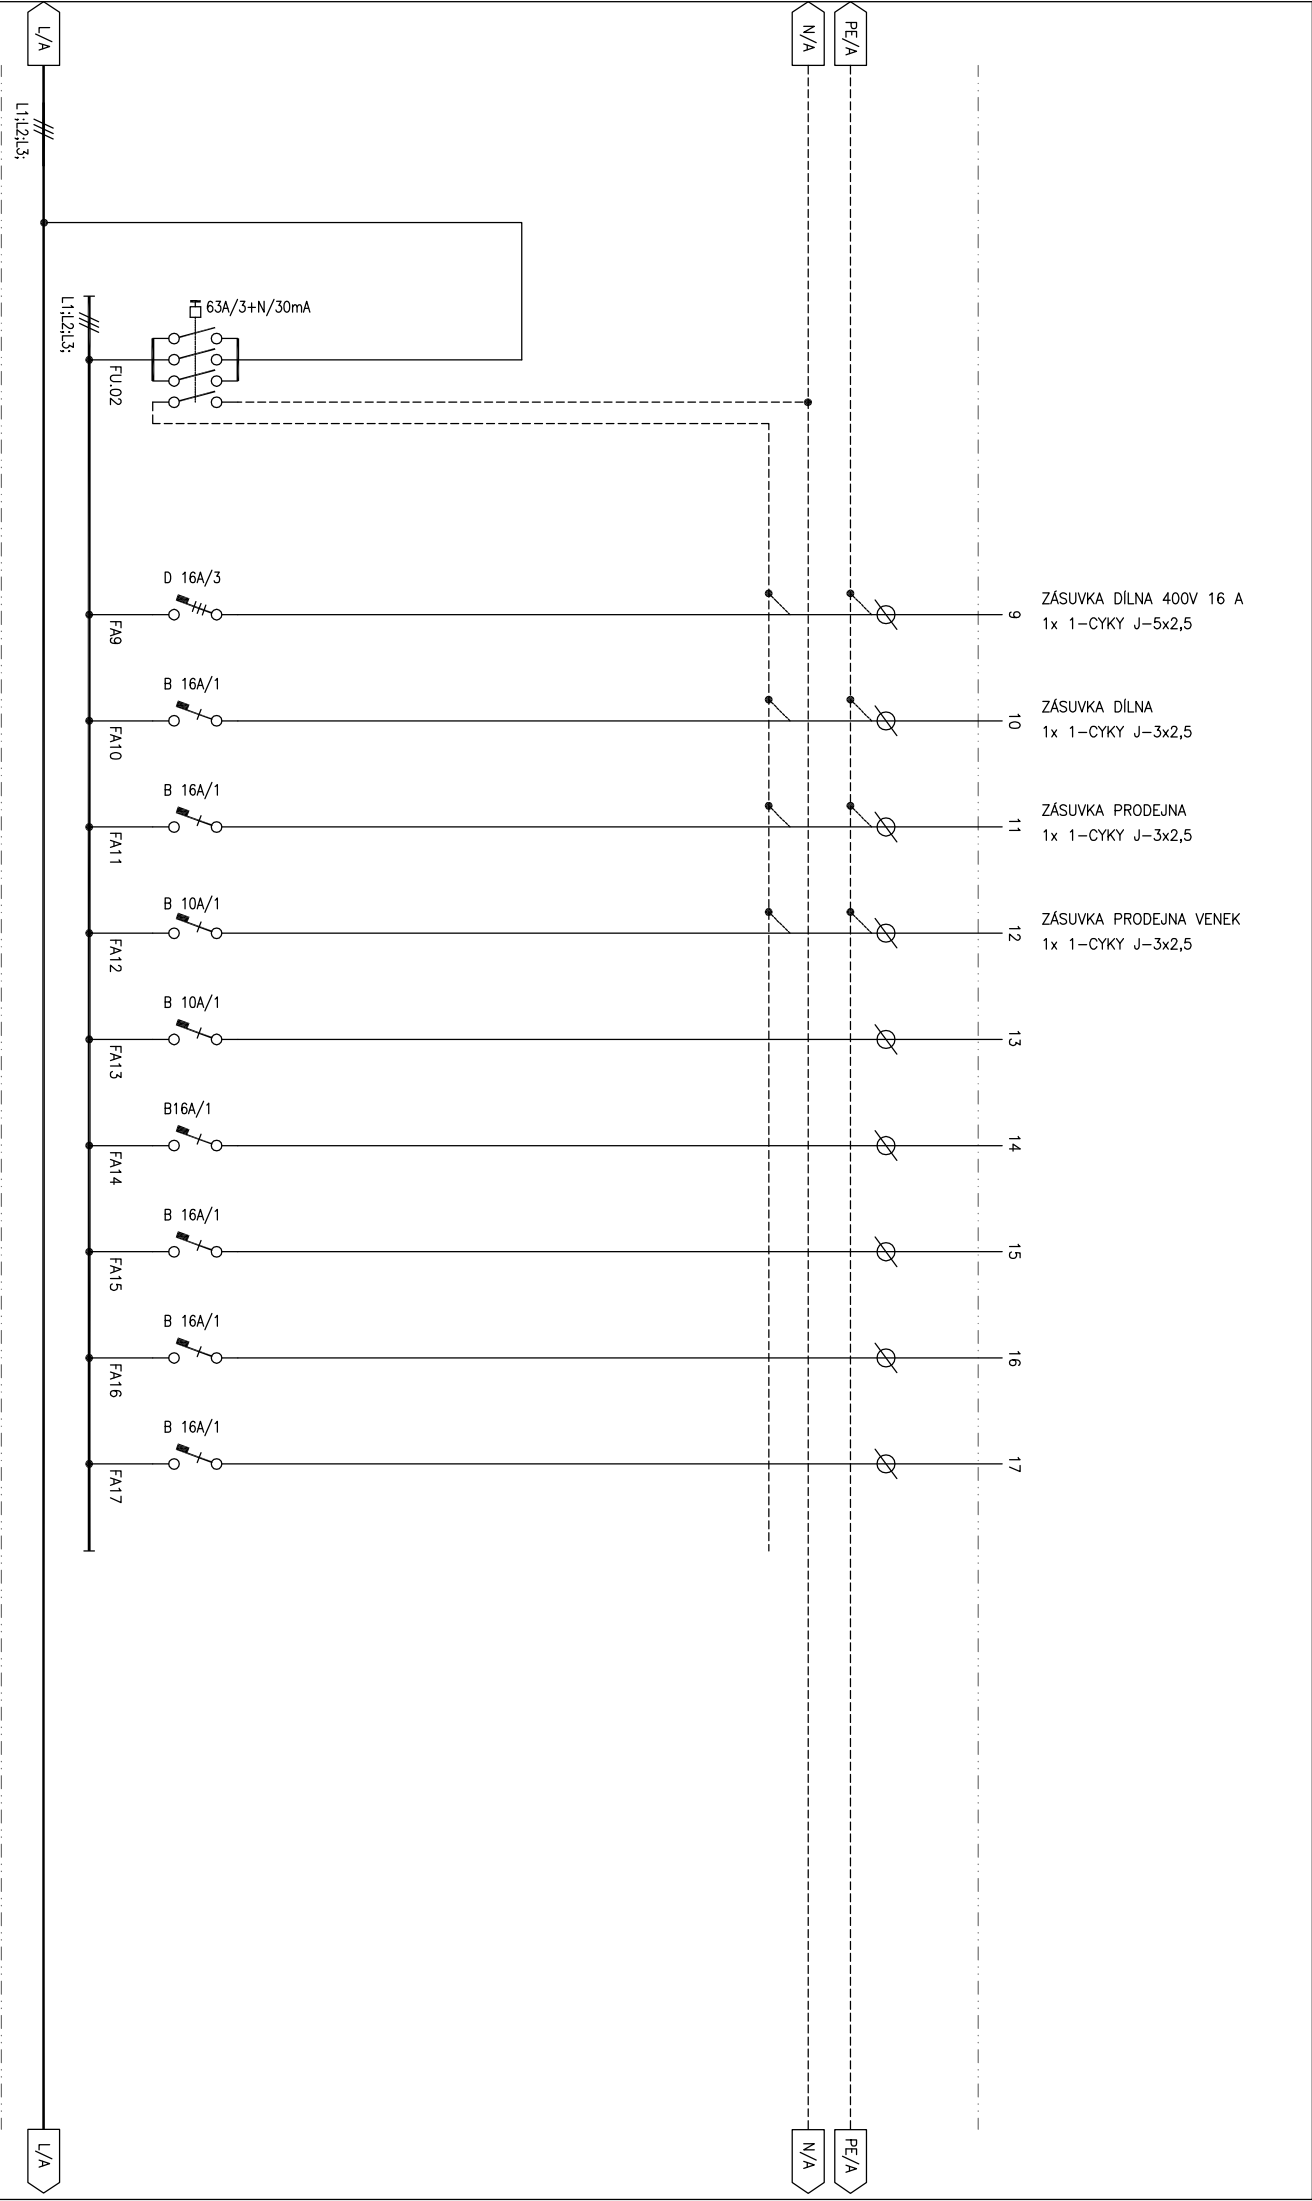 L/A
N/A
PE/A
L1;L2;L3;
L1;L2;L3;
63A/3+N/30mA
FU.02
D 16A/3
FA9
9
ZÁSUVKA DÍLNA 400V 16 A
1x 1-CYKY J-5x2,5
B 16A/1
FA10
10
ZÁSUVKA DÍLNA
1x 1-CYKY J-3x2,5
B 16A/1
FA11
11
ZÁSUVKA PRODEJNA
1x 1-CYKY J-3x2,5
B 10A/1
FA12
12
ZÁSUVKA PRODEJNA VENEK
1x 1-CYKY J-3x2,5
B 10A/1
FA13
13
B16A/1
FA14
14
B 16A/1
FA15
15
B 16A/1
FA16
16
B 16A/1
FA17
17
L/A
N/A
PE/A